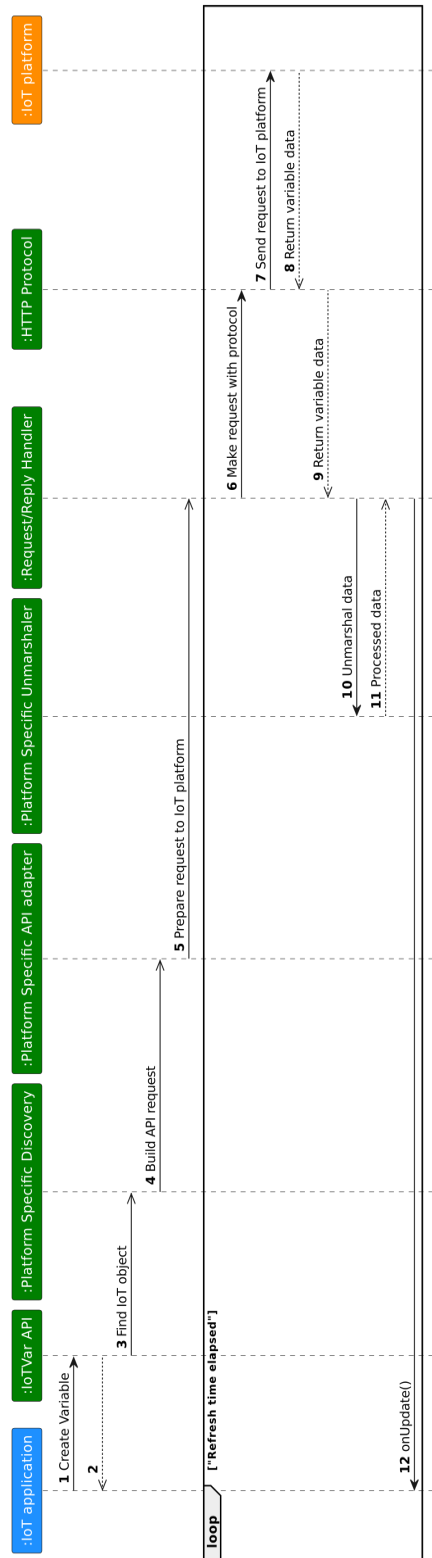 :IoT application
:IoTVar API
:Platform Specific Discovery
:Platform Specific API adapter
:Platform Specific Unmarshaler
:Request/Reply Handler
:HTTP Protocol
:IoT platform
1 Create Variable
2
3 Find IoT object
4 Build API request
5 Prepare request to IoT platform
loop ["Refresh time elapsed"]
6 Make request with protocol
7 Send request to IoT platform
8 Return variable data
9 Return variable data
10 Unmarshal data
11 Processed data
12 onUpdate()